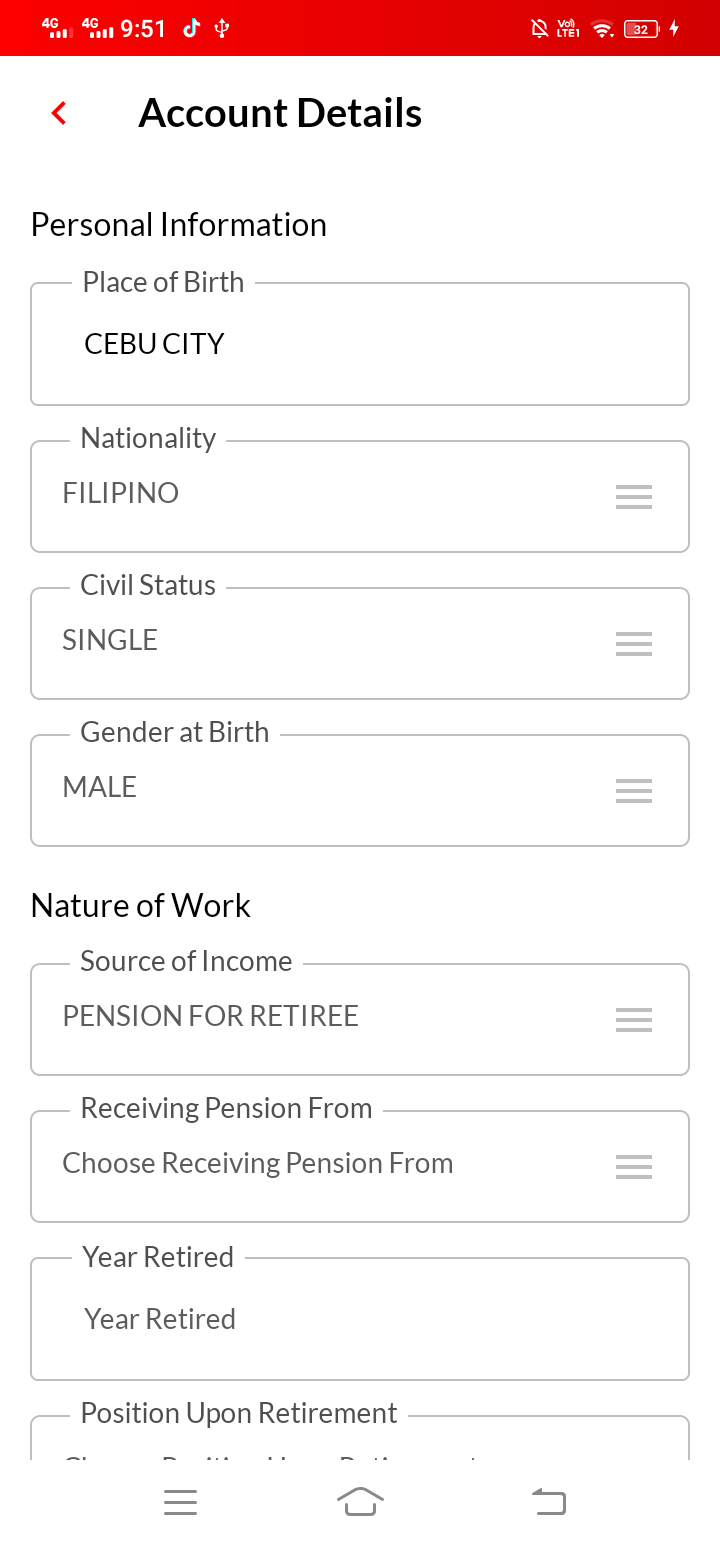 4G 4G 9:51 Vo) LTE1 32
Account Details
Personal Information
Place of Birth
CEBU CITY
Nationality
FILIPINO
Civil Status
SINGLE
Gender at Birth
MALE
Nature of Work
Source of Income
PENSION FOR RETIREE
Receiving Pension From
Choose Receiving Pension From
Year Retired
Year Retired
Position Upon Retirement